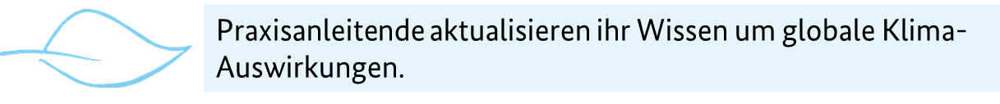 Praxisanleitende aktualisieren ihr Wissen um globale Klima-
Auswirkungen.